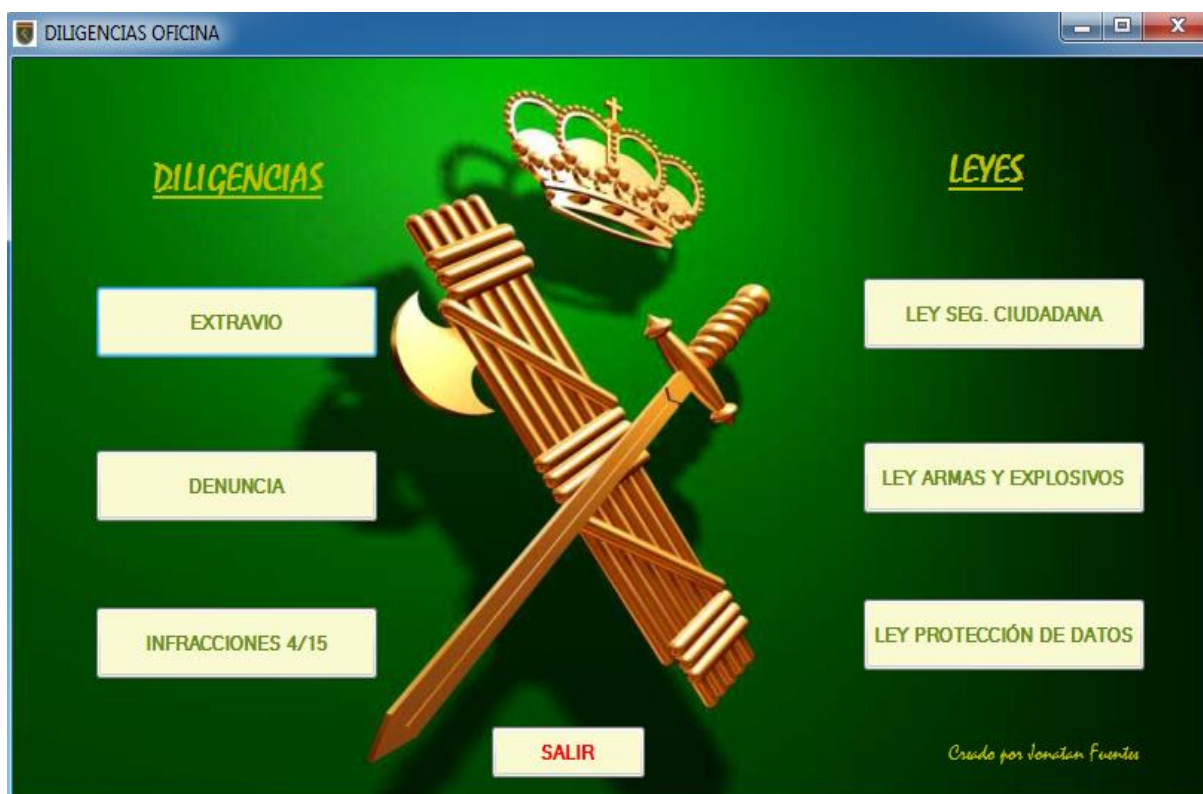 DILIGENCIAS OFICINA
DILIGENCIAS
EXTRAVIO
DENUNCIA
INFRACCIONES 4/15
LEYES
LEY SEG. CIUDADANA
LEY ARMAS Y EXPLOSIVOS
LEY PROTECCIÓN DE DATOS
SALIR
Creado por Jonatan Fuentes